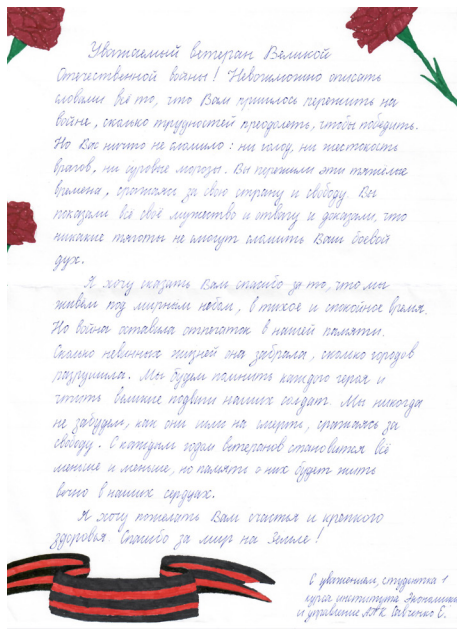 Уважаемый ветеран Великой
Отечественной войны! Невозможно описать
словами всё то, что Вам пришлось пережить на
войне, сколько трудностей преодолеть, чтобы победить.
Но Вас ничто не сломило: ни голод, ни жестокость
врагов, ни суровые морозы. Вы пережили эти тяжёлые
времена, сражаясь за свою страну и свободу. Вы
показали всё своё мужество и отвагу и доказали, что
никакие тяготы не смогут сломить Ваш боевой
дух.
Я хочу сказать Вам спасибо за то, что мы
живём под мирным небом, в тихое и спокойное время.
Но война оставила отпечаток в нашей памяти.
Сколько невинных жизней она забрала, сколько городов
разрушила. Мы будем помнить каждого героя и
чтить великие подвиги наших солдат. Мы никогда
не забудем, как они шли на смерть, сражаясь за
свободу. С каждым годом ветеранов становится всё
меньше и меньше, но память о них будет жить
вечно в наших сердцах.
Я хочу пожелать Вам счастья и крепкого
здоровья. Спасибо за мир на Земле!
С уважением, студентка 1
курса института Экономики
и управление АПК Савченко Е.